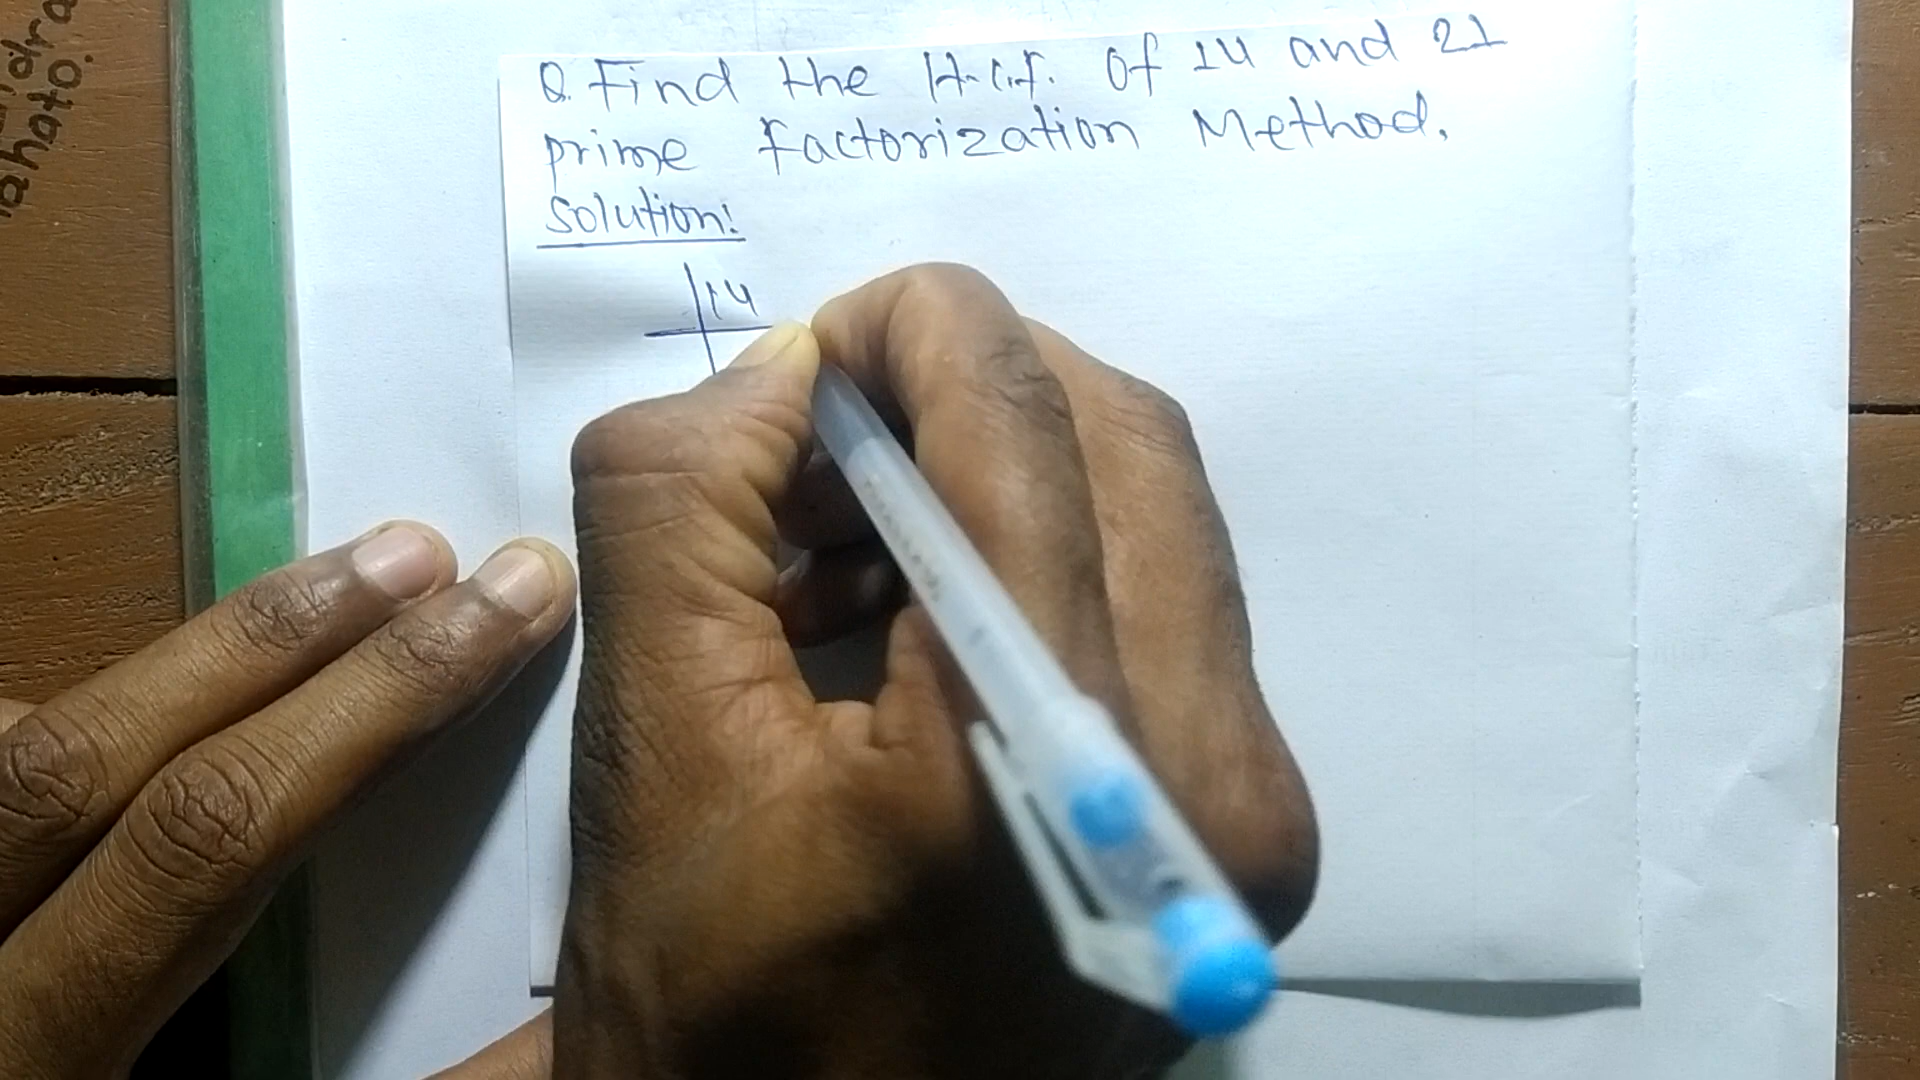 Q. Find the H.C.F. of 14 and 21
prime factorization Method.
Solution:
14